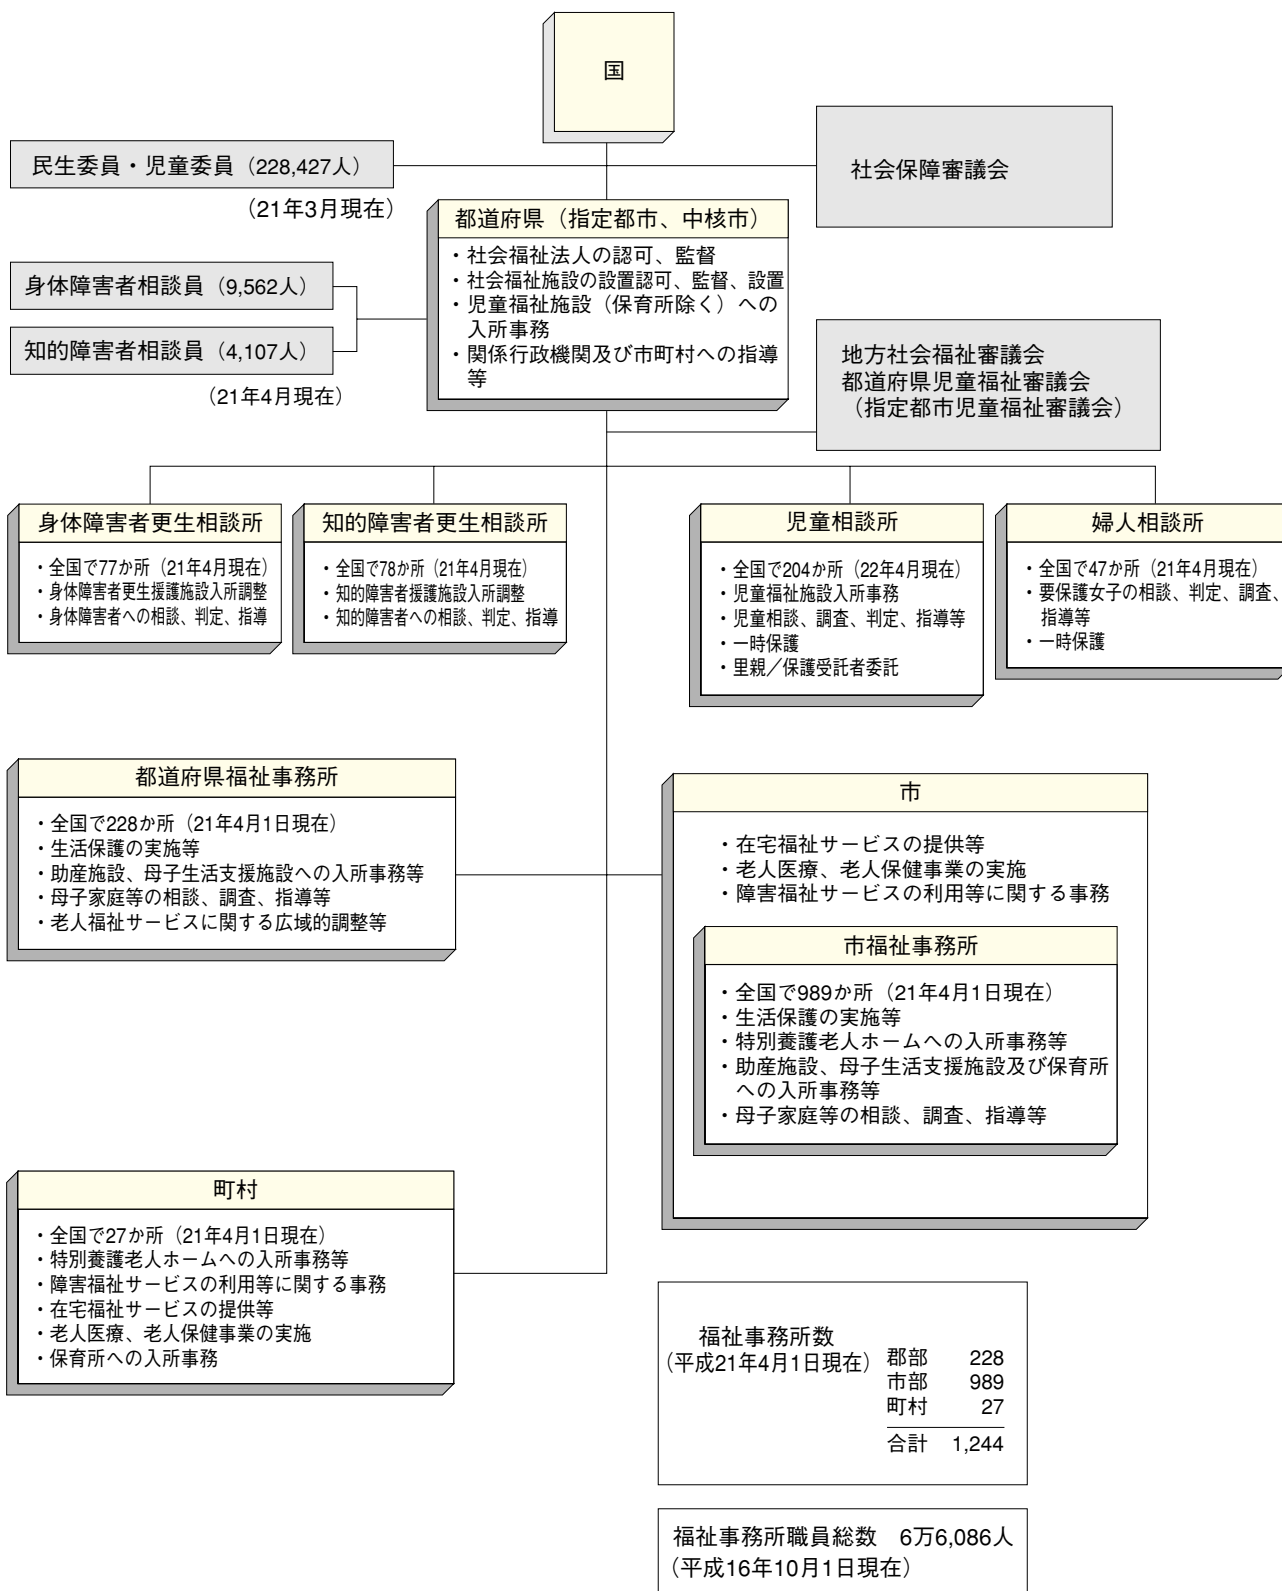 国
民生委員・児童委員（228,427人）
（21年3月現在）
社会保障審議会
都道府県（指定都市、中核市）
・社会福祉法人の認可、監督
・社会福祉施設の設置認可、監督、設置
・児童福祉施設（保育所除く）への
入所事務
・関係行政機関及び市町村への指導
等
身体障害者相談員（9,562人）
知的障害者相談員（4,107人）
（21年4月現在）
地方社会福祉審議会
都道府県児童福祉審議会
（指定都市児童福祉審議会）
身体障害者更生相談所
・全国で77か所（21年4月現在）
・身体障害者更生援護施設入所調整
・身体障害者への相談、判定、指導
知的障害者更生相談所
・全国で78か所（21年4月現在）
・知的障害者援護施設入所調整
・知的障害者への相談、判定、指導
児童相談所
・全国で204か所（22年4月現在）
・児童福祉施設入所事務
・児童相談、調査、判定、指導等
・一時保護
・里親／保護受託者委託
婦人相談所
・全国で47か所（21年4月現在）
・要保護女子の相談、判定、調査、
指導等
・一時保護
都道府県福祉事務所
・全国で228か所（21年4月1日現在）
・生活保護の実施等
・助産施設、母子生活支援施設への入所事務等
・母子家庭等の相談、調査、指導等
・老人福祉サービスに関する広域的調整等
市
・在宅福祉サービスの提供等
・老人医療、老人保健事業の実施
・障害福祉サービスの利用等に関する事務
市福祉事務所
・全国で989か所（21年4月1日現在）
・生活保護の実施等
・特別養護老人ホームへの入所事務等
・助産施設、母子生活支援施設及び保育所
への入所事務等
・母子家庭等の相談、調査、指導等
町村
・全国で27か所（21年4月1日現在）
・特別養護老人ホームへの入所事務等
・障害福祉サービスの利用等に関する事務
・在宅福祉サービスの提供等
・老人医療、老人保健事業の実施
・保育所への入所事務
福祉事務所数
（平成21年4月1日現在）
郡部 228
市部 989
町村 27
合計 1,244
福祉事務所職員総数 6万6,086人
（平成16年10月1日現在）